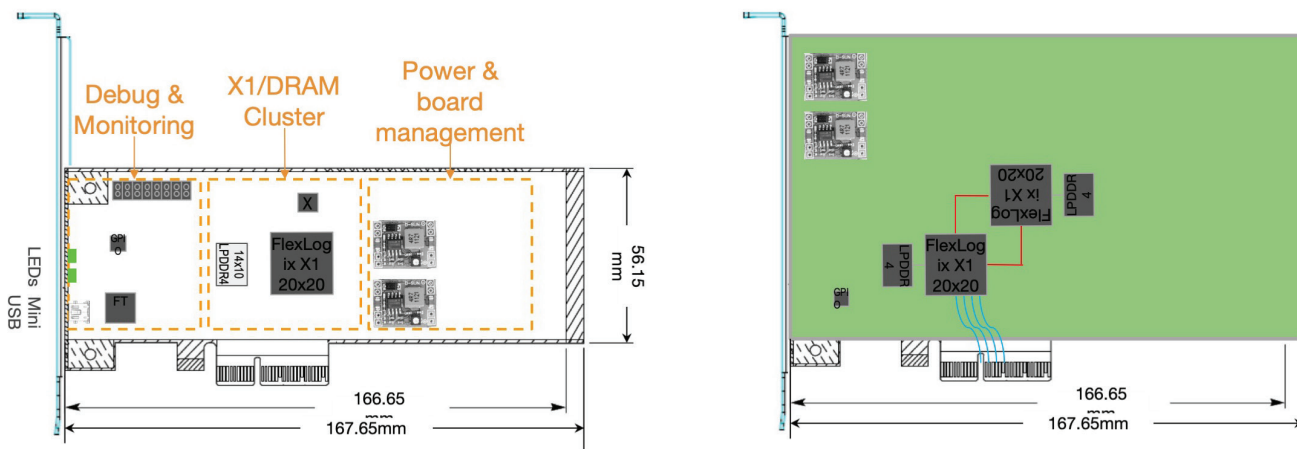 Debug &
Monitoring
X1/DRAM
Cluster
Power &
board
management
X
GPI
O
FlexLog
ix X1
20x20
14x10
LPDDR4
FT
LEDs
Mini
USB
56.15
mm
166.65
mm
167.65mm
FlexLog
ix X1
20x20
LPDDR
4
FlexLog
ix X1
20x20
LPDDR
4
GPI
O
166.65
mm
167.65mm